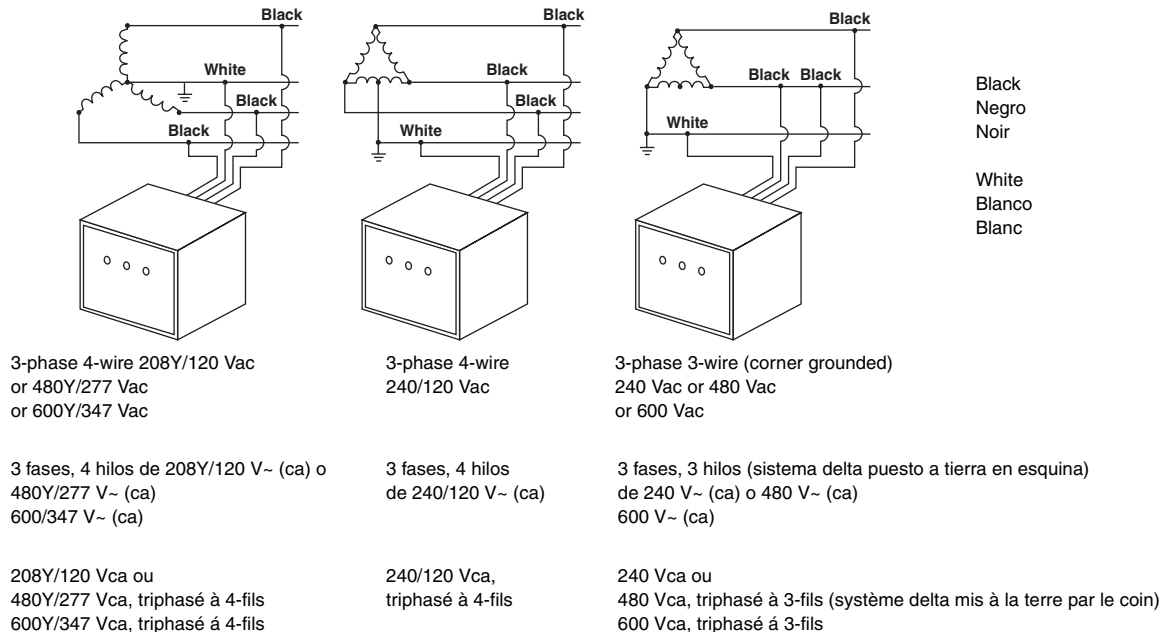 Black
White
Black
Black
Black
Black
Black
White
Black
Black Black
White
Black
Negro
Noir
White
Blanco
Blanc
3-phase 4-wire 208Y/120 Vac
or 480Y/277 Vac
or 600Y/347 Vac
3-phase 4-wire
240/120 Vac
3-phase 3-wire (corner grounded)
240 Vac or 480 Vac
or 600 Vac
3 fases, 4 hilos de 208Y/120 V~ (ca) o
480Y/277 V~ (ca)
600/347 V~ (ca)
3 fases, 4 hilos
de 240/120 V~ (ca)
3 fases, 3 hilos (sistema delta puesto a tierra en esquina)
de 240 V~ (ca) o 480 V~ (ca)
600 V~ (ca)
208Y/120 Vca ou
480Y/277 Vca, triphasé à 4-fils
600Y/347 Vca, triphasé á 4-fils
240/120 Vca,
triphasé à 4-fils
240 Vca ou
480 Vca, triphasé à 3-fils (système delta mis à la terre par le coin)
600 Vca, triphasé á 3-fils